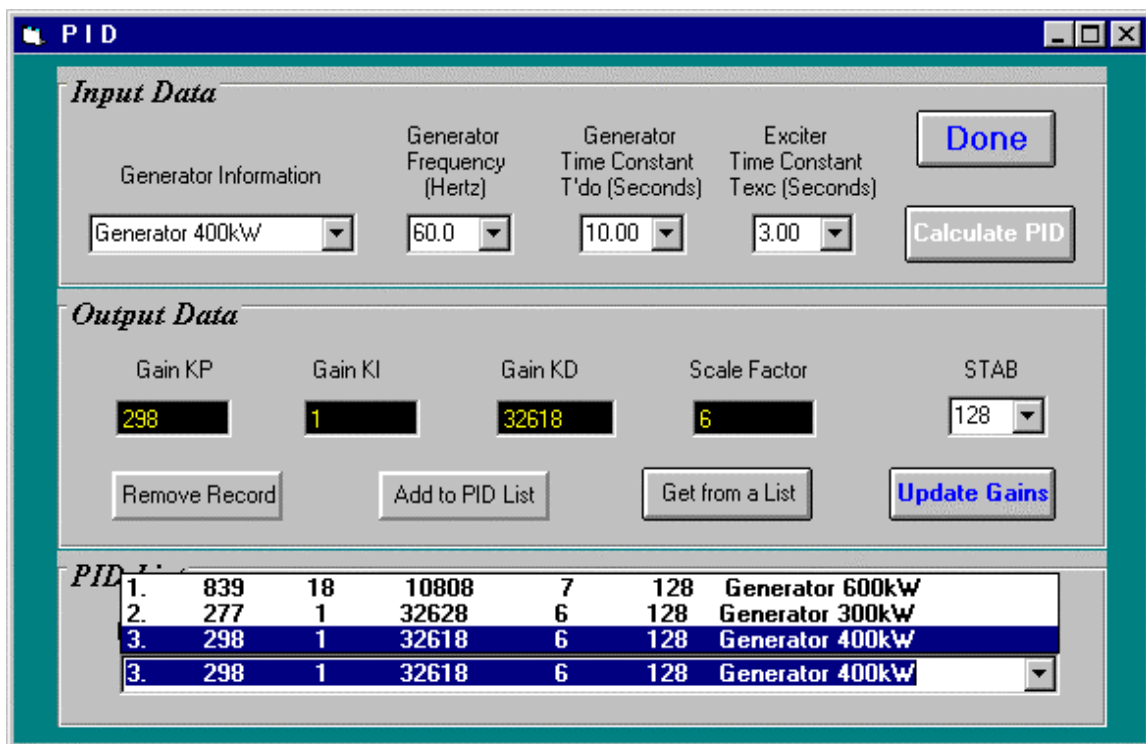 PID
Input Data
Generator Information
Generator
Frequency
(Hertz)
Generator
Time Constant
T'do (Seconds)
Exciter
Time Constant
Texc (Seconds)
Done
Generator 400kW
60.0
10.00
3.00
Calculate PID
Output Data
Gain KP
Gain KI
Gain KD
Scale Factor
STAB
298
1
32618
6
128
Remove Record
Add to PID List
Get from a List
Update Gains
PID List
1. 839 18 10808 7 128 Generator 600kW
2. 277 1 32628 6 128 Generator 300kW
3. 298 1 32618 6 128 Generator 400kW
3. 298 1 32618 6 128 Generator 400kW